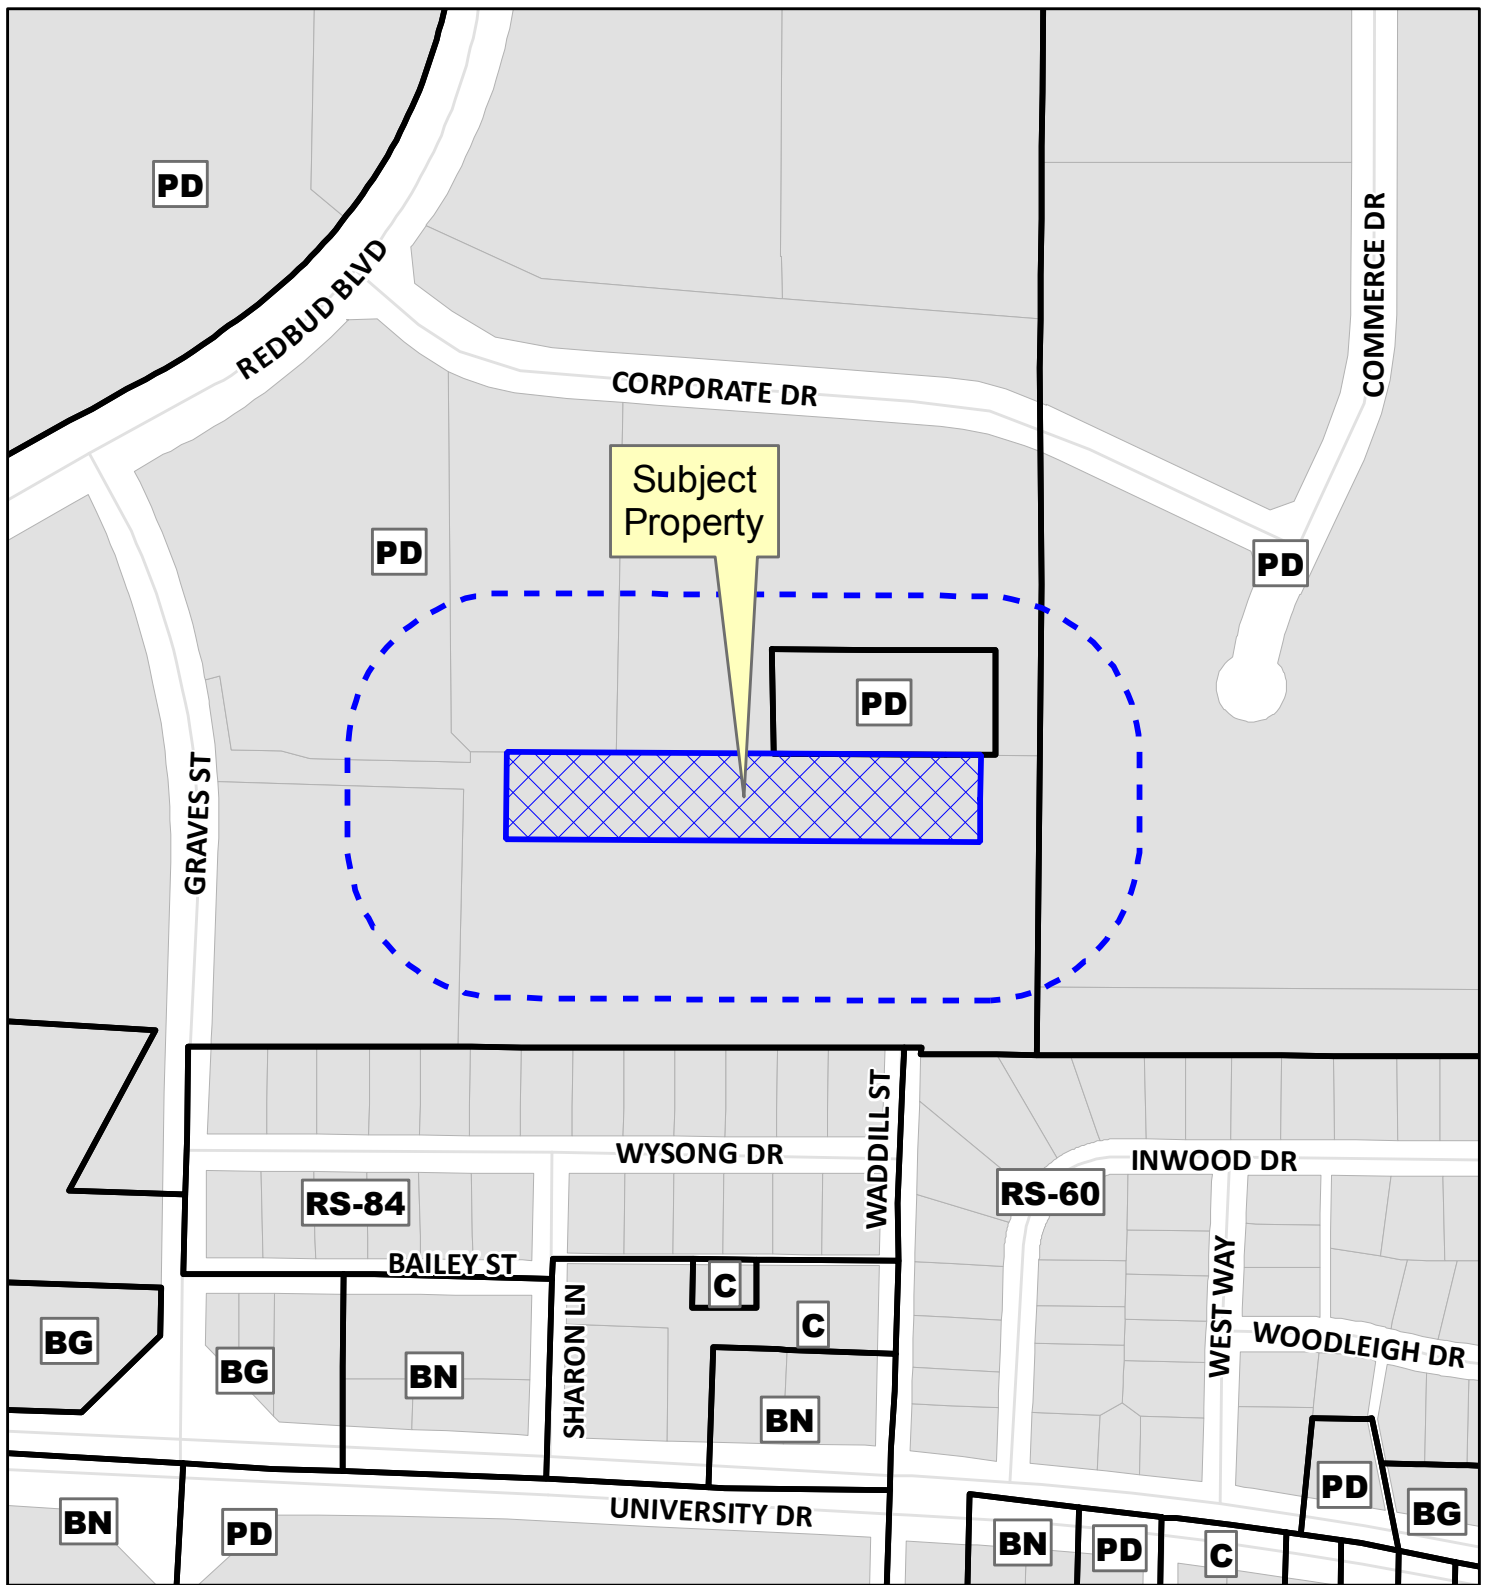 PD
REDBUD BLVD
COMMERCE DR
CORPORATE DR
Subject
Property
PD
PD
PD
GRAVES ST
WADDILL ST
WYSONG DR
INWOOD DR
RS-84
RS-60
BAILEY ST
C
C
SHARON LN
WEST WAY
WOODLEIGH DR
BG
BG
BN
BN
PD
BG
UNIVERSITY DR
BN
PD
BN
PD
C